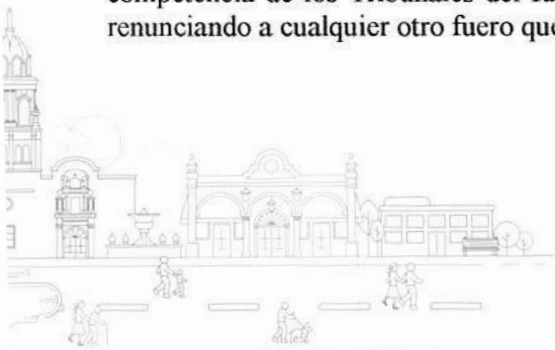 competencia de los Tribunales del
renunciando a cualquier otro fuero que